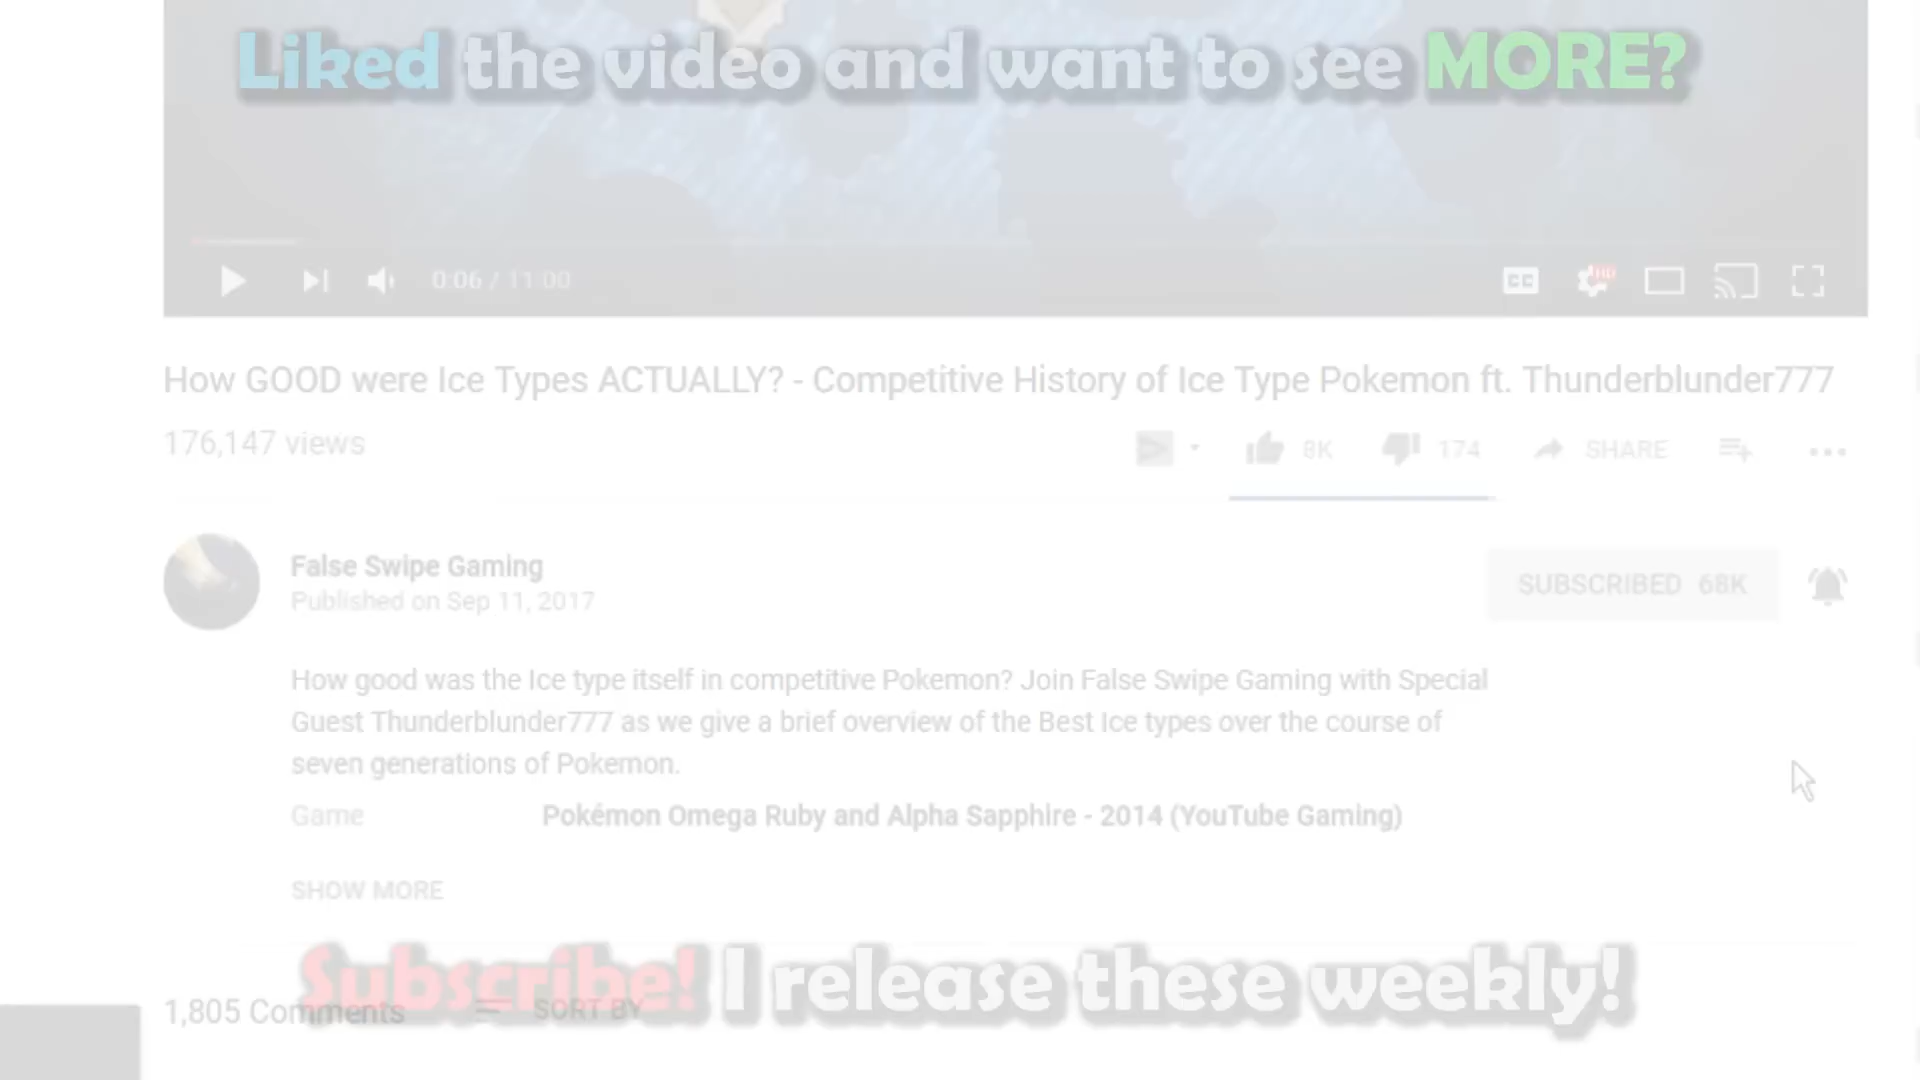 Liked the video and want to see MORE?
0:06 / 11:00
CC
HD
How GOOD were Ice Types ACTUALLY? - Competitive History of Ice Type Pokemon ft. Thunderblunder777
176,147 views
8K 174 SHARE
False Swipe Gaming
Published on Sep 11, 2017
SUBSCRIBED 68K
How good was the Ice type itself in competitive Pokemon? Join False Swipe Gaming with Special
Guest Thunderblunder777 as we give a brief overview of the Best Ice types over the course of
seven generations of Pokemon.
Game Pokémon Omega Ruby and Alpha Sapphire - 2014 (YouTube Gaming)
SHOW MORE
Subscribe! I release these weekly!
1,805 Comments SORT BY